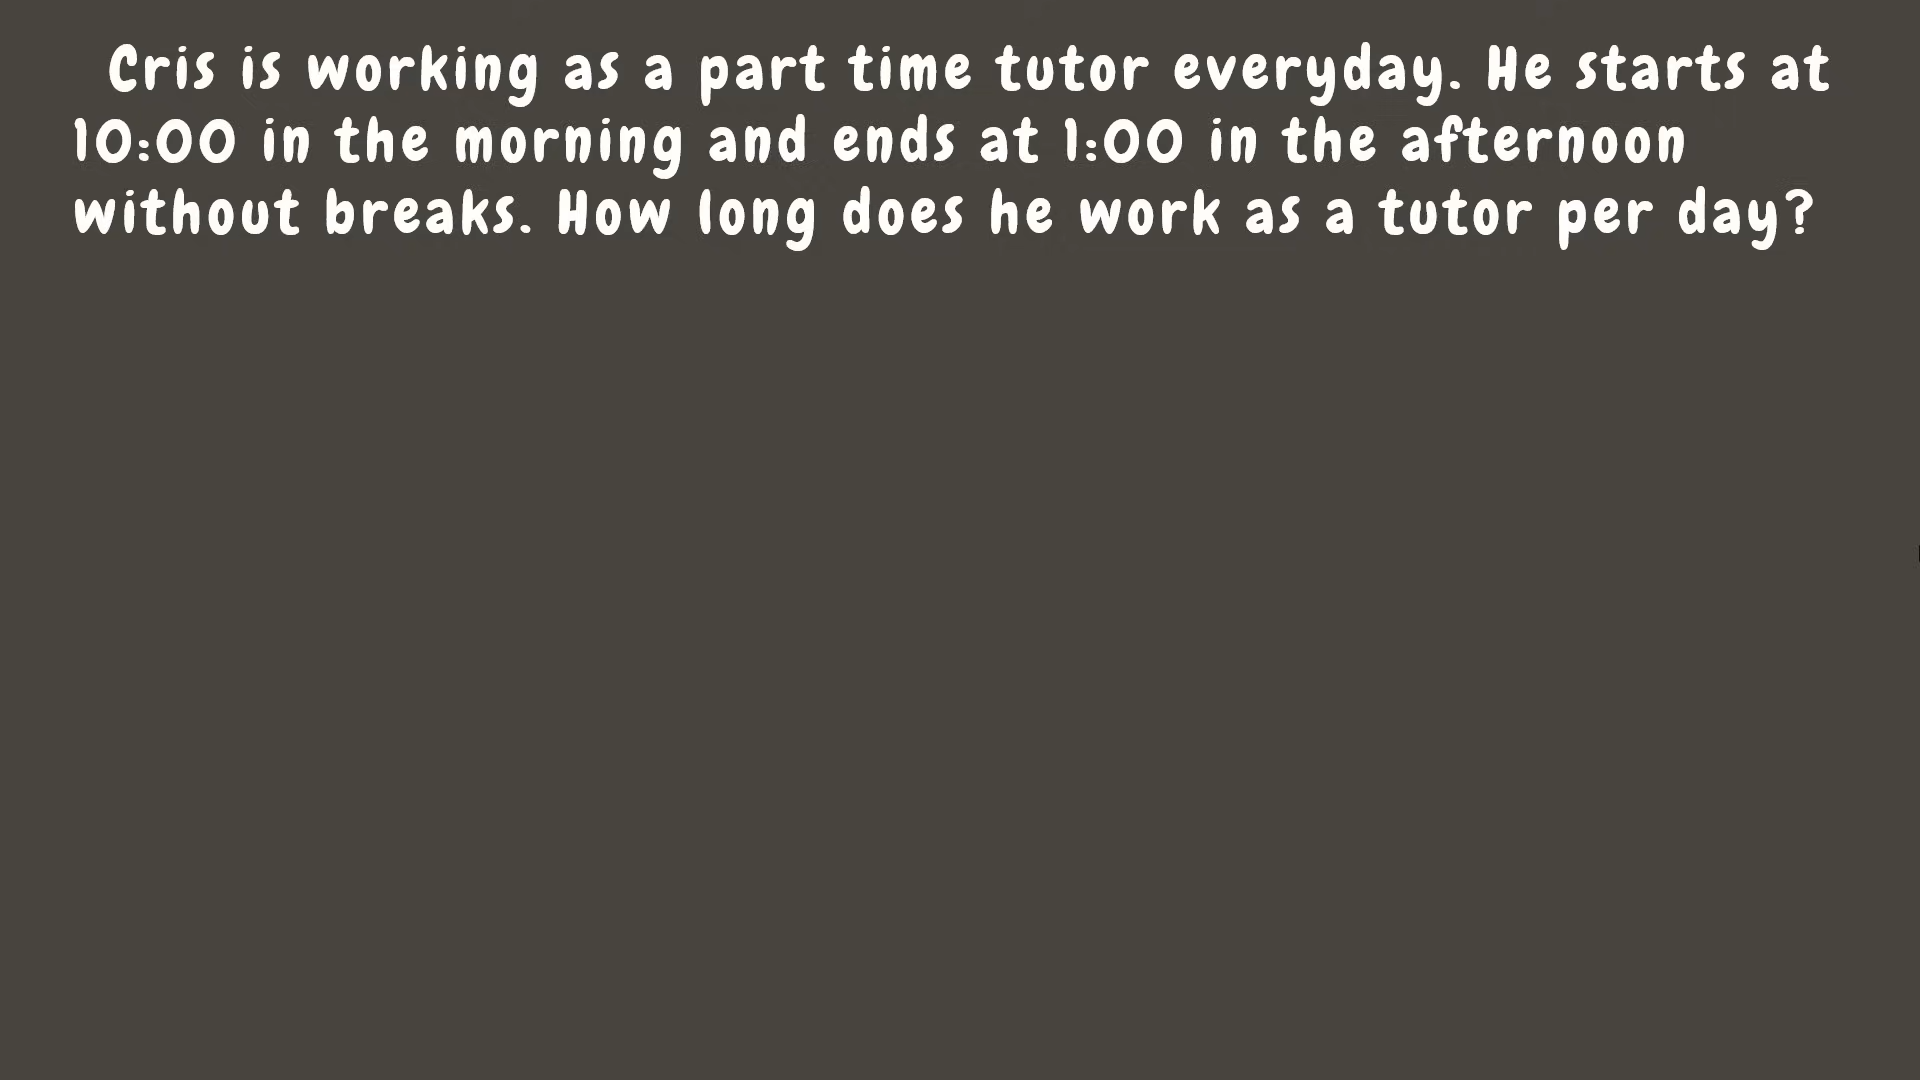 Cris is working as a part time tutor everyday. He starts at
10:00 in the morning and ends at 1:00 in the afternoon
without breaks. How long does he work as a tutor per day?